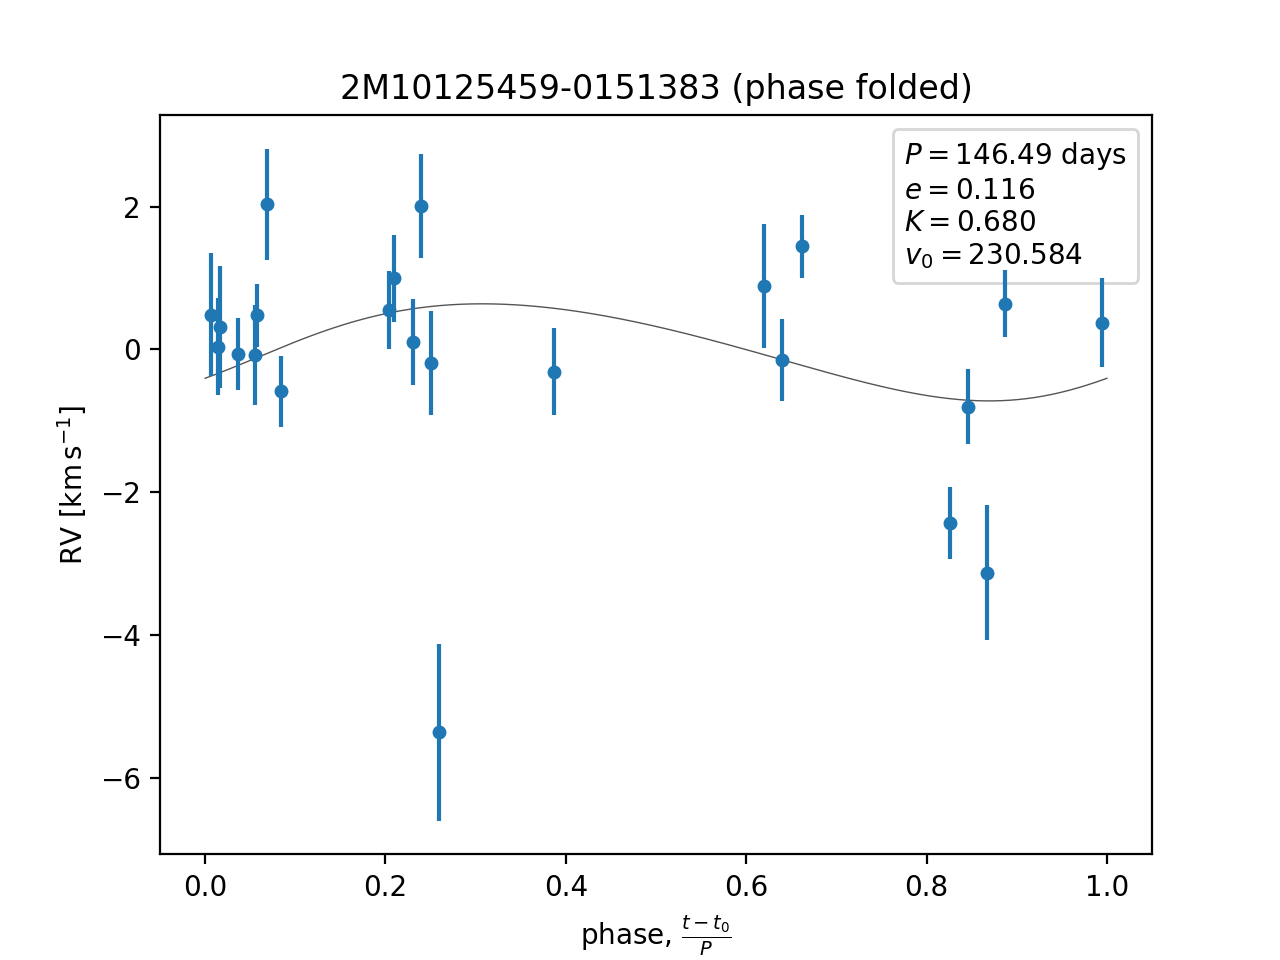 2M10125459-0151383 (phase folded)
P = 146.49 days
e = 0.116
K = 0.680
v₀ = 230.584
2
0
−2
−4
−6
RV [km s⁻¹]
0.0 0.2 0.4 0.6 0.8 1.0
phase, (t − t₀)/P